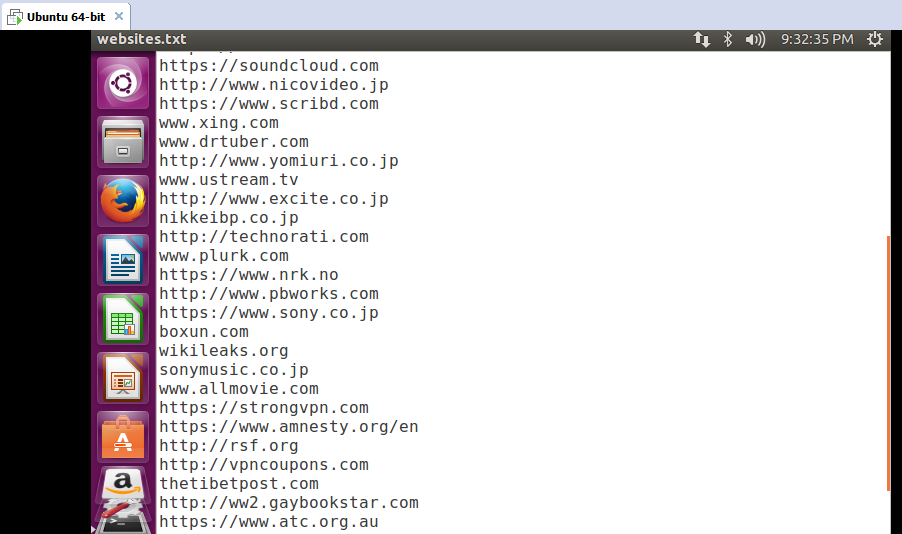 Ubuntu 64-bit
websites.txt
9:32:35 PM
https://soundcloud.com
http://www.nicovideo.jp
https://www.scribd.com
www.xing.com
www.drtuber.com
http://www.yomiuri.co.jp
www.ustream.tv
http://www.excite.co.jp
nikkeibp.co.jp
http://technorati.com
www.plurk.com
https://www.nrk.no
http://www.pbworks.com
https://www.sony.co.jp
boxun.com
wikileaks.org
sonymusic.co.jp
www.allmovie.com
https://strongvpn.com
https://www.amnesty.org/en
http://rsf.org
http://vpncoupons.com
thetibetpost.com
http://ww2.gaybookstar.com
https://www.atc.org.au